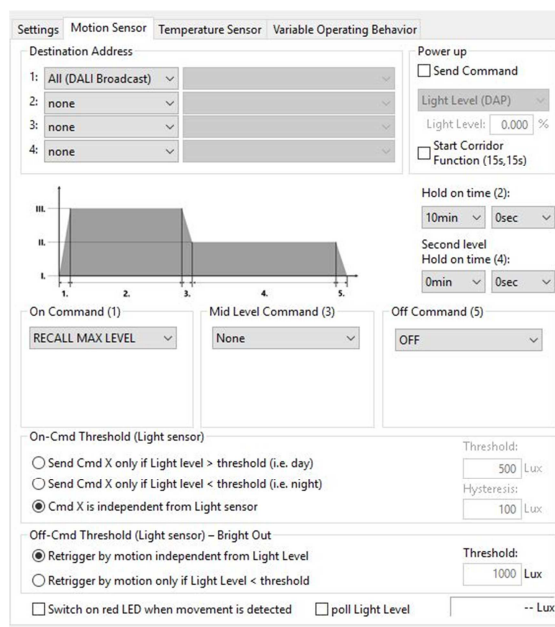 Settings Motion Sensor Temperature Sensor Variable Operating Behavior
Destination Address
1: All (DALI Broadcast)
2: none
3: none
4: none
Power up
Send Command
Light Level (DAP)
Light Level: 0.000 %
Start Corridor
Function (15s,15s)
III.
II.
I.
1. 2. 3. 4. 5.
Hold on time (2):
10min 0sec
Second level
Hold on time (4):
0min 0sec
On Command (1)
RECALL MAX LEVEL
Mid Level Command (3)
None
Off Command (5)
OFF
On-Cmd Threshold (Light sensor)
Send Cmd X only if Light level > threshold (i.e. day)
Send Cmd X only if Light level < threshold (i.e. night)
Cmd X is independent from Light sensor
Threshold:
500 Lux
Hysteresis:
100 Lux
Off-Cmd Threshold (Light sensor) – Bright Out
Retrigger by motion independent from Light Level
Retrigger by motion only if Light Level < threshold
Threshold:
1000 Lux
Switch on red LED when movement is detected poll Light Level -- Lux